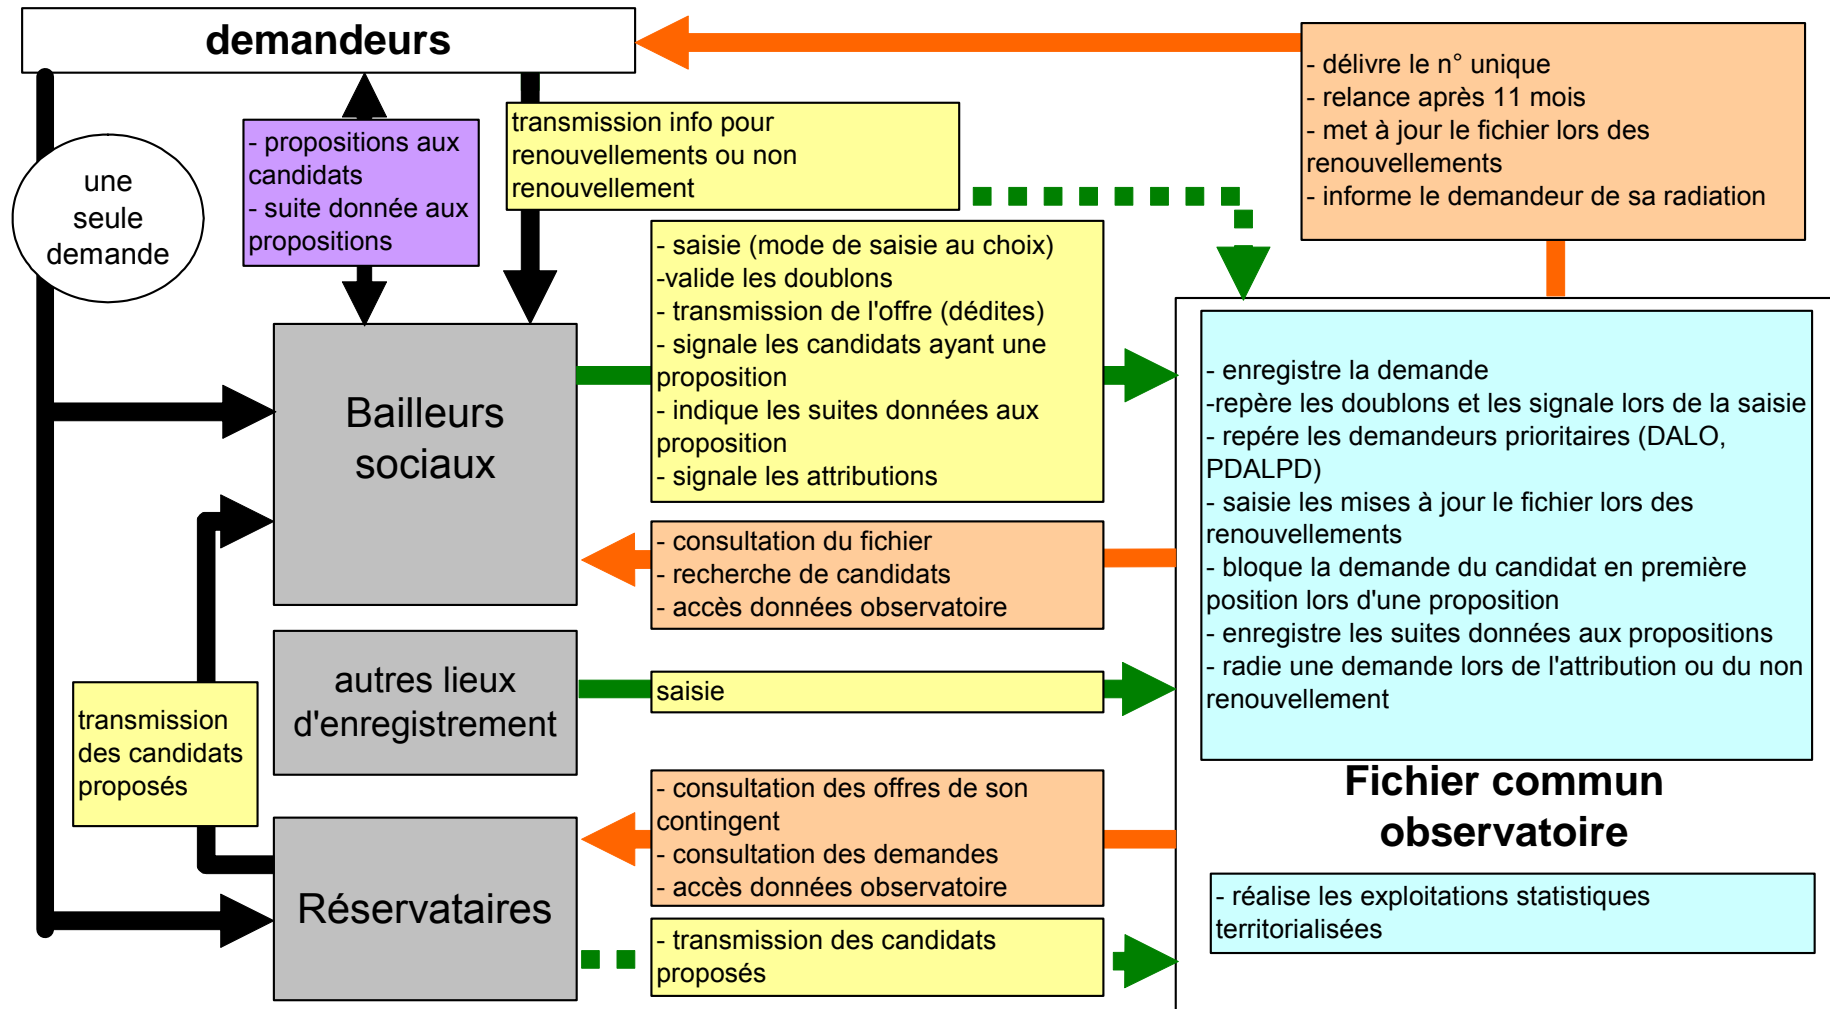 demandeurs
- délivre le n° unique
- relance après 11 mois
- met à jour le fichier lors des
renouvellements
- informe le demandeur de sa radiation
une
seule
demande
- propositions aux
candidats
- suite donnée aux
propositions
transmission info pour
renouvellements ou non
renouvellement
- saisie (mode de saisie au choix)
-valide les doublons
- transmission de l'offre (dédites)
- signale les candidats ayant une
proposition
- indique les suites données aux
proposition
- signale les attributions
Bailleurs
sociaux
- enregistre la demande
-repère les doublons et les signale lors de la saisie
- repére les demandeurs prioritaires (DALO,
PDALPD)
- saisie les mises à jour le fichier lors des
renouvellements
- bloque la demande du candidat en première
position lors d'une proposition
- enregistre les suites données aux propositions
- radie une demande lors de l'attribution ou du non
renouvellement
- consultation du fichier
- recherche de candidats
- accès données observatoire
autres lieux
d'enregistrement
saisie
transmission
des candidats
proposés
- consultation des offres de son
contingent
- consultation des demandes
- accès données observatoire
Fichier commun
observatoire
Réservataires
- transmission des candidats
proposés
- réalise les exploitations statistiques
territorialisées